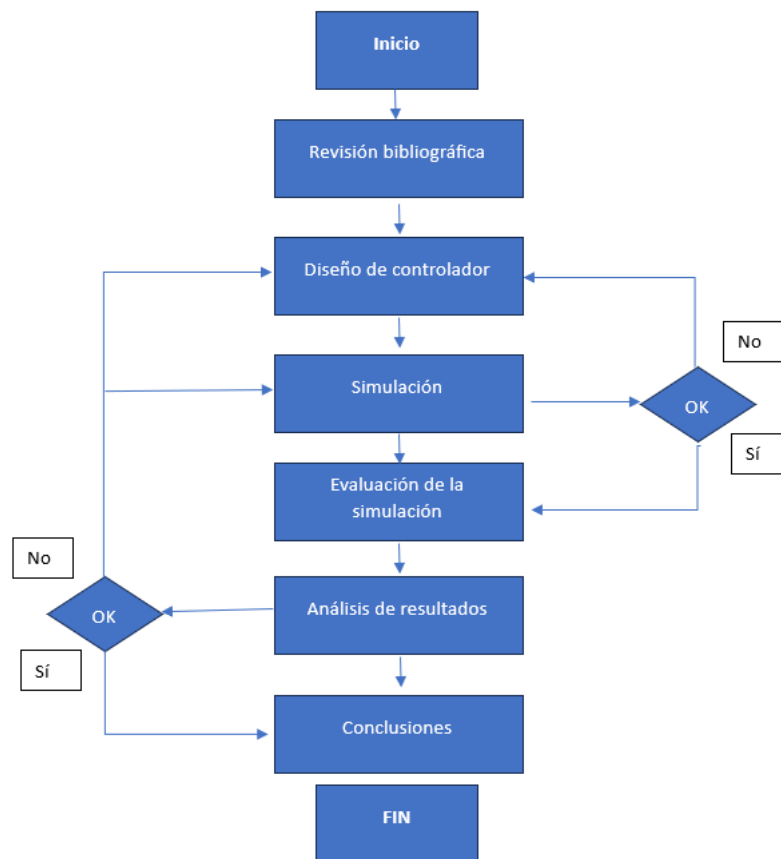 Inicio
Revisión bibliográfica
Diseño de controlador
No
Simulación
OK
Sí
Evaluación de la
simulación
No
Análisis de resultados
OK
Sí
Conclusiones
FIN